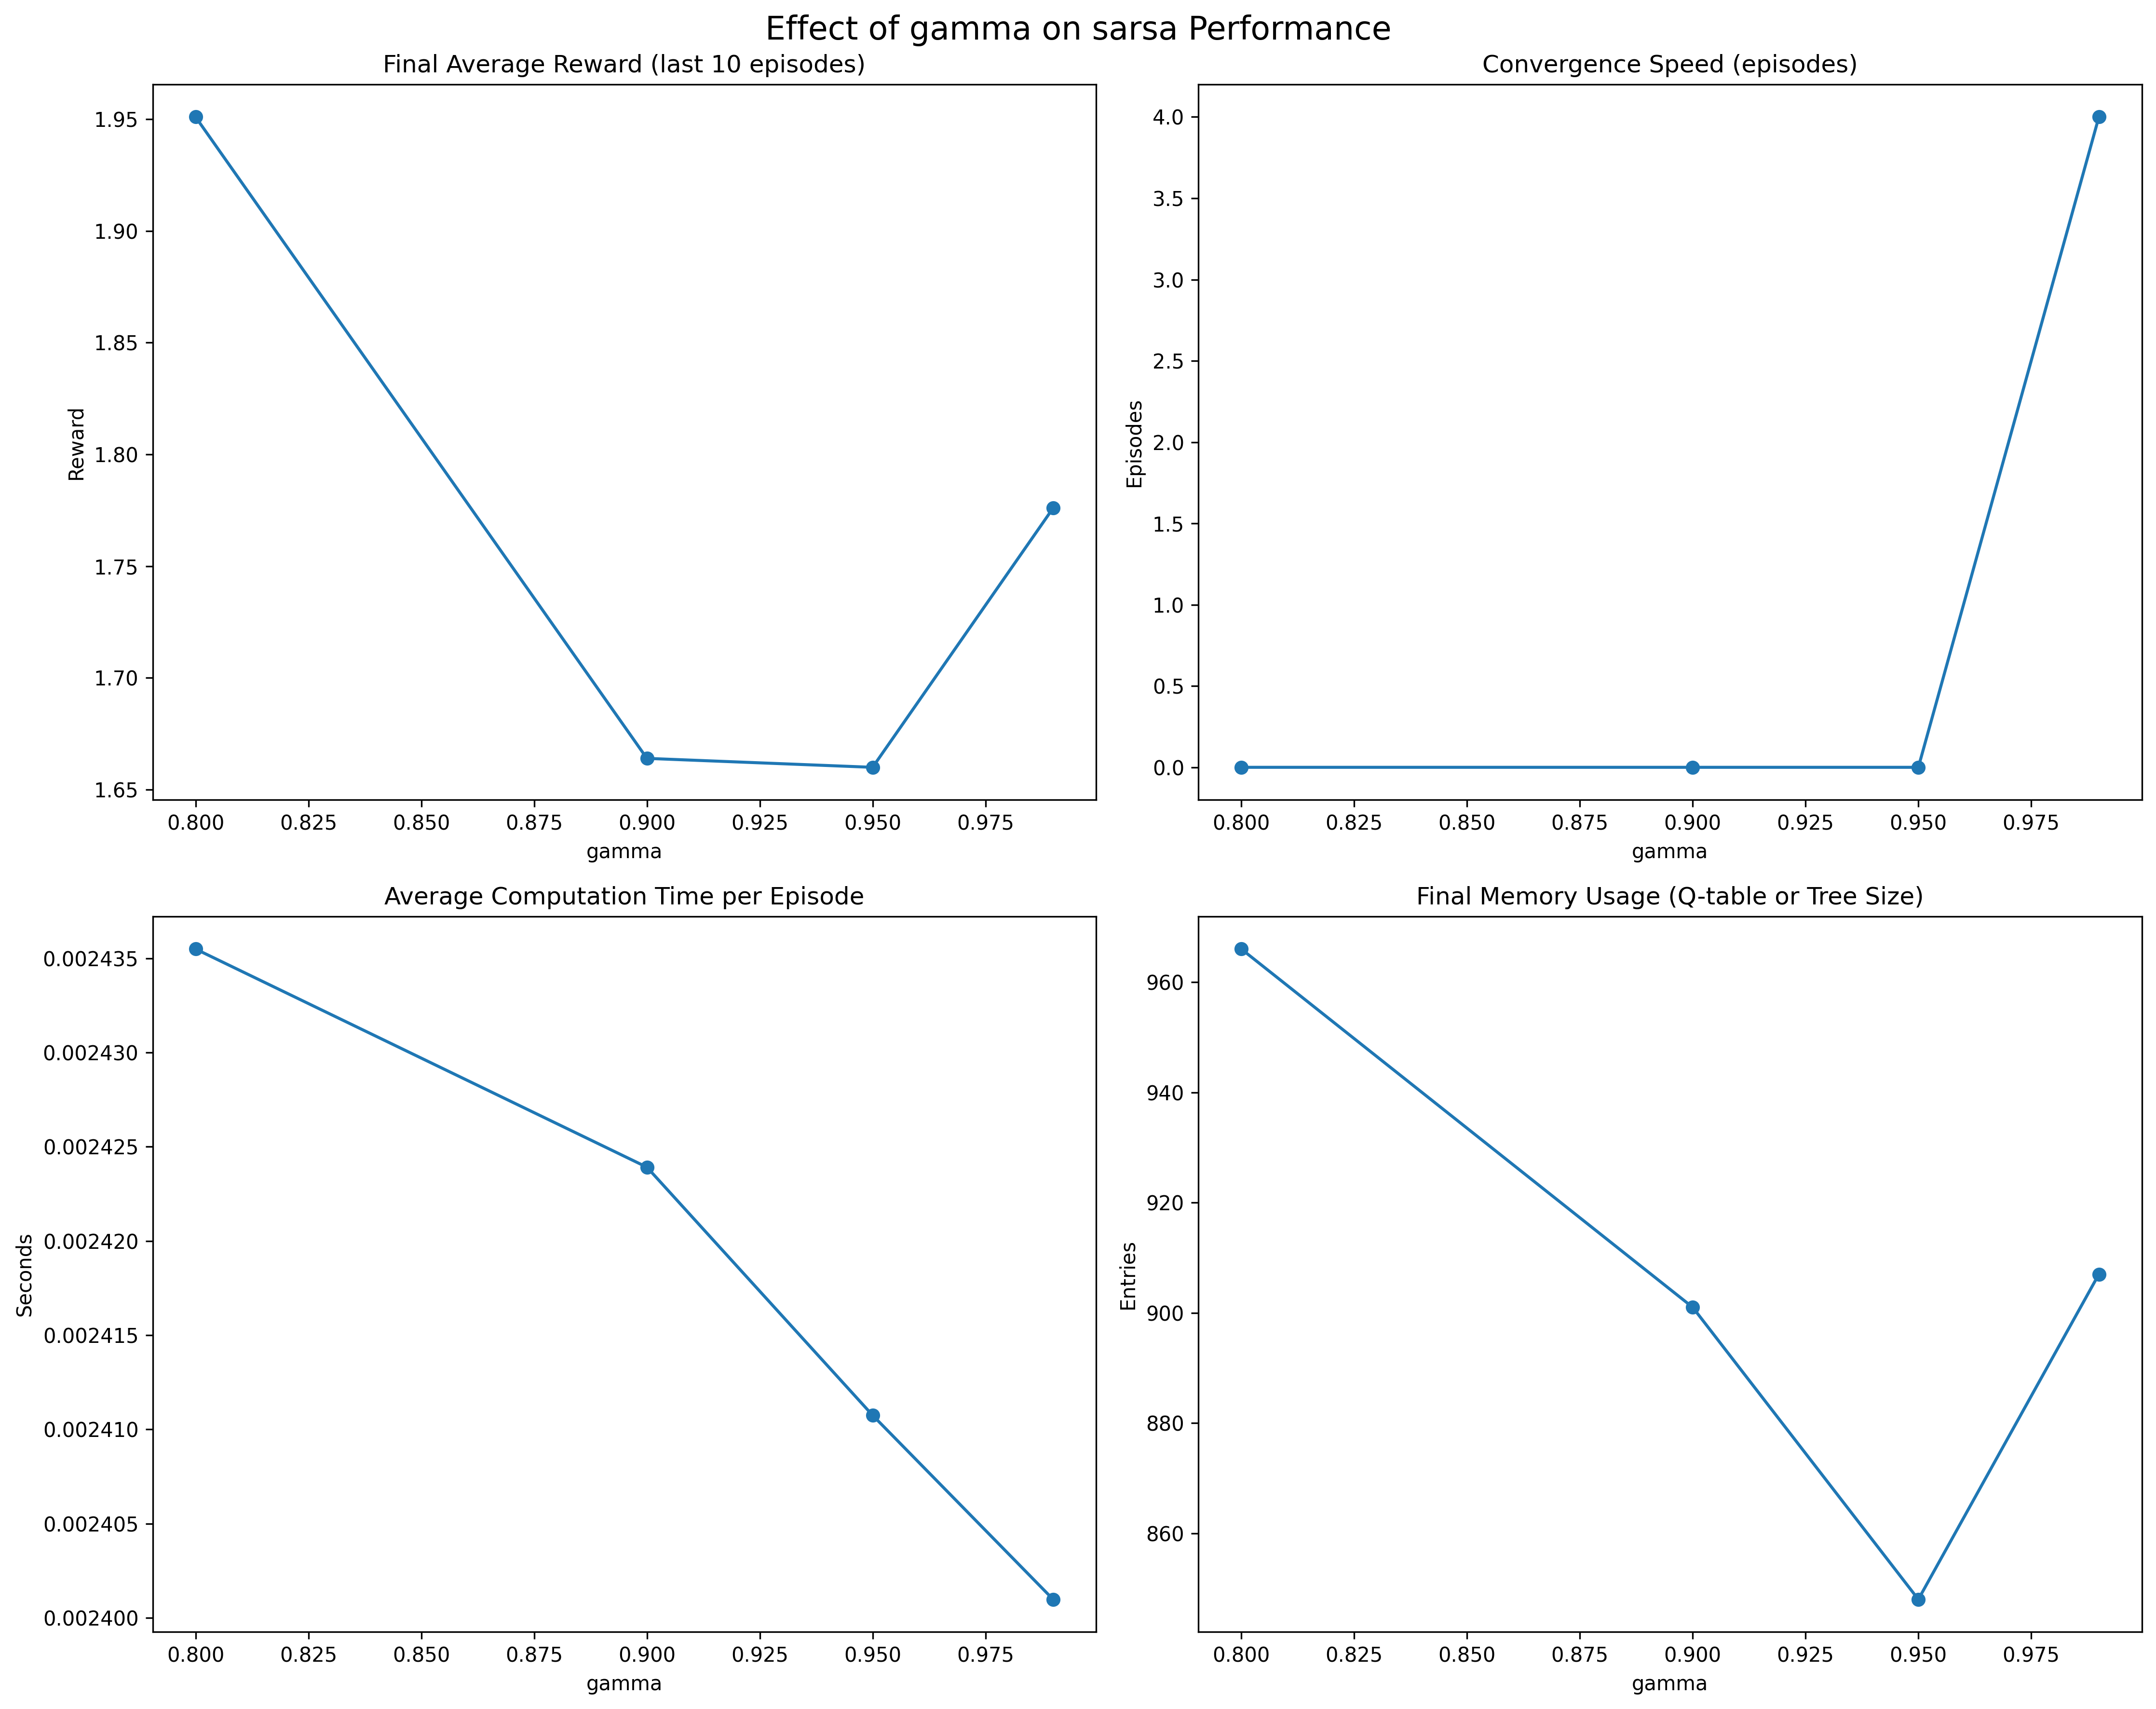 Effect of gamma on sarsa Performance
Final Average Reward (last 10 episodes)
1.95
1.90
1.85
1.80
1.75
1.70
1.65
Reward
0.800 0.825 0.850 0.875 0.900 0.925 0.950 0.975
gamma
Convergence Speed (episodes)
4.0
3.5
3.0
2.5
2.0
1.5
1.0
0.5
0.0
Episodes
0.800 0.825 0.850 0.875 0.900 0.925 0.950 0.975
gamma
Average Computation Time per Episode
0.002435
0.002430
0.002425
0.002420
0.002415
0.002410
0.002405
0.002400
Seconds
0.800 0.825 0.850 0.875 0.900 0.925 0.950 0.975
gamma
Final Memory Usage (Q-table or Tree Size)
960
940
920
900
880
860
Entries
0.800 0.825 0.850 0.875 0.900 0.925 0.950 0.975
gamma